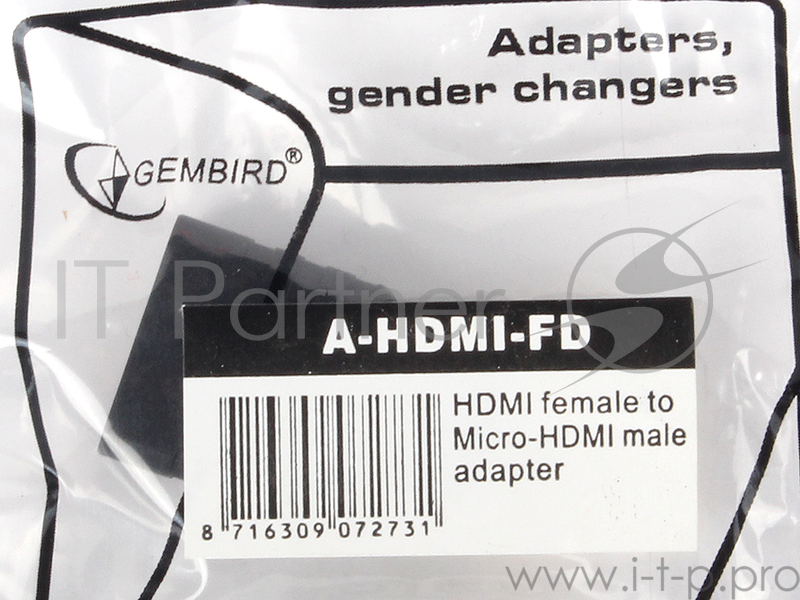 Adapters,
gender changers
GEMBIRD®
IT Partner
A-HDMI-FD
HDMI female to
Micro-HDMI male
adapter
8 716309 072731
www.i-t-p.pro